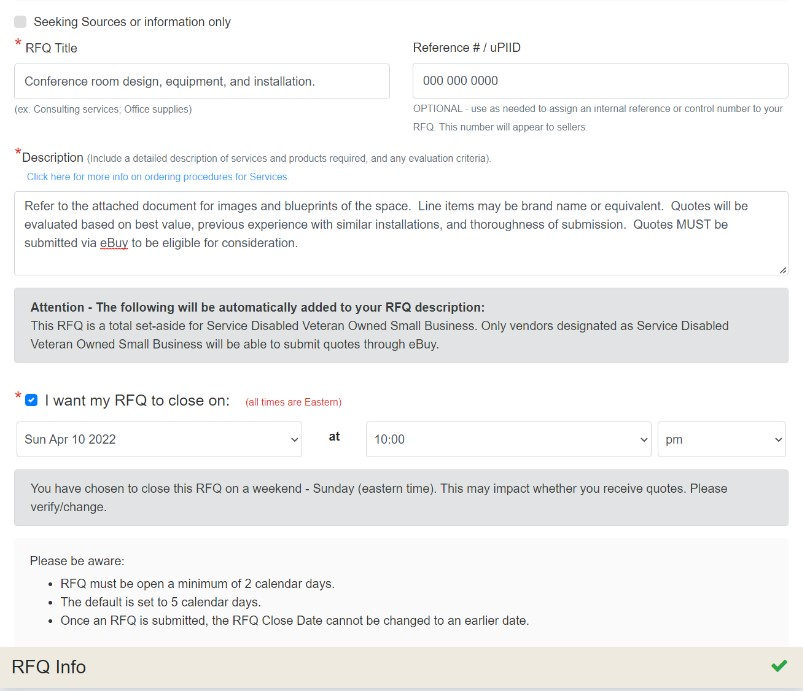 Seeking Sources or information only
* RFQ Title
Reference # / uPIID
Conference room design, equipment, and installation.
000 000 0000
(ex. Consulting services; Office supplies)
OPTIONAL - use as needed to assign an internal reference or control number to your
RFQ. This number will appear to sellers.
*Description (Include a detailed description of services and products required, and any evaluation criteria).
Click here for more info on ordering procedures for Services.
Refer to the attached document for images and blueprints of the space. Line items may be brand name or equivalent. Quotes will be
evaluated based on best value, previous experience with similar installations, and thoroughness of submission. Quotes MUST be
submitted via eBuy to be eligible for consideration.
Attention - The following will be automatically added to your RFQ description:
This RFQ is a total set-aside for Service Disabled Veteran Owned Small Business. Only vendors designated as Service Disabled
Veteran Owned Small Business will be able to submit quotes through eBuy.
* I want my RFQ to close on: (all times are Eastern)
Sun Apr 10 2022 at 10:00 pm
You have chosen to close this RFQ on a weekend - Sunday (eastern time). This may impact whether you receive quotes. Please
verify/change.
Please be aware:
• RFQ must be open a minimum of 2 calendar days.
• The default is set to 5 calendar days.
• Once an RFQ is submitted, the RFQ Close Date cannot be changed to an earlier date.
RFQ Info